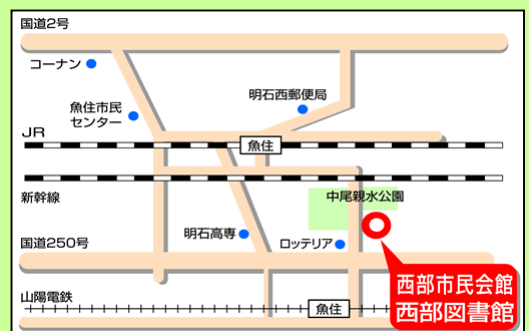 国道2号
コーナン
明石西郵便局
魚住市民
センター
JR
魚住
新幹線
中尾親水公園
明石高専
ロッテリア
国道250号
西部市民会館
西部図書館
山陽電鉄
魚住